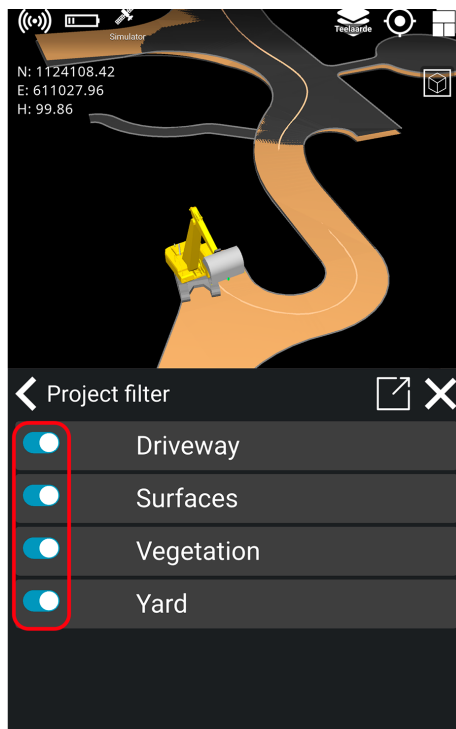 Simulator
Teelaarde
N: 1124108.42
E: 611027.96
H: 99.86
Project filter
Driveway
Surfaces
Vegetation
Yard